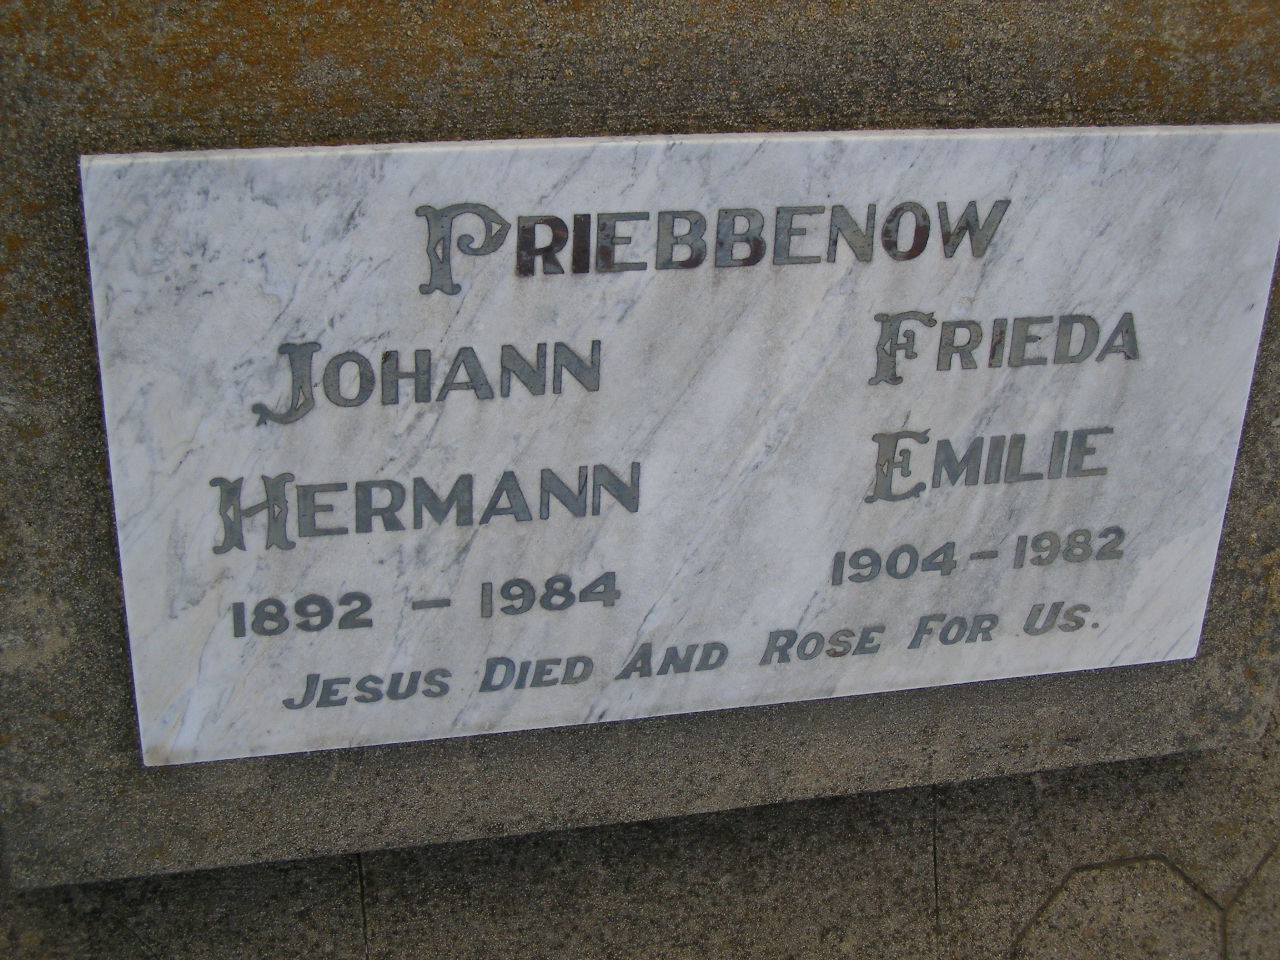 PRIEBBENOW
JOHANN
HERMANN
1892 - 1984
FRIEDA
EMILIE
1904 - 1982
JESUS DIED AND ROSE FOR US.